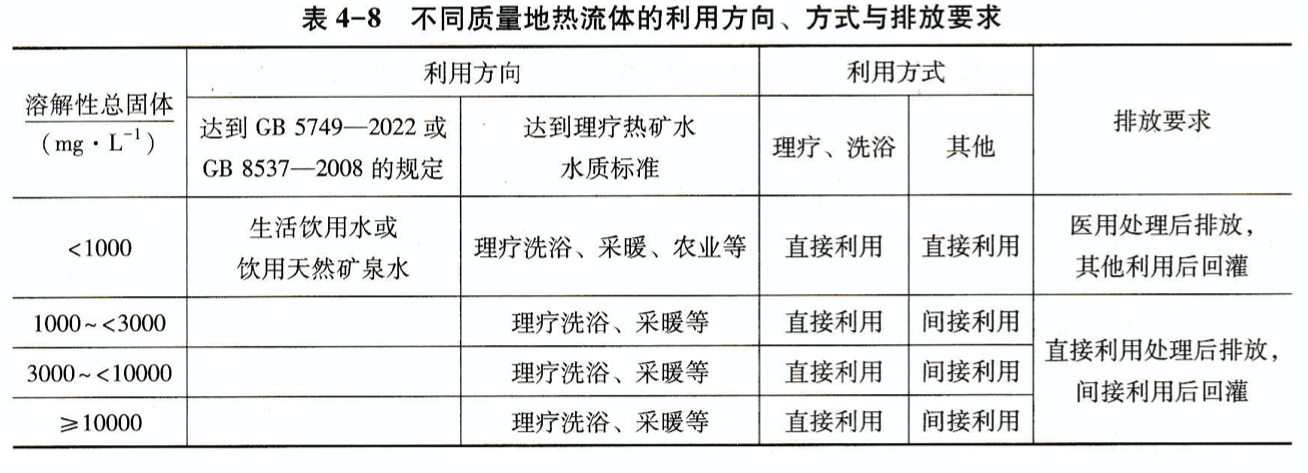 表 4-8 不同质量地热流体的利用方向、方式与排放要求
溶解性总固体
(mg·L⁻¹)
利用方向
利用方式
排放要求
达到 GB 5749—2022 或
GB 8537—2008 的规定
达到理疗热矿水
水质标准
理疗、洗浴
其他
<1000
生活饮用水或
饮用天然矿泉水
理疗洗浴、采暖、农业等
直接利用
直接利用
医用处理后排放，
其他利用后回灌
1000~<3000
理疗洗浴、采暖等
直接利用
间接利用
直接利用处理后排放，
间接利用后回灌
3000~<10000
理疗洗浴、采暖等
直接利用
间接利用
≥10000
理疗洗浴、采暖等
直接利用
间接利用